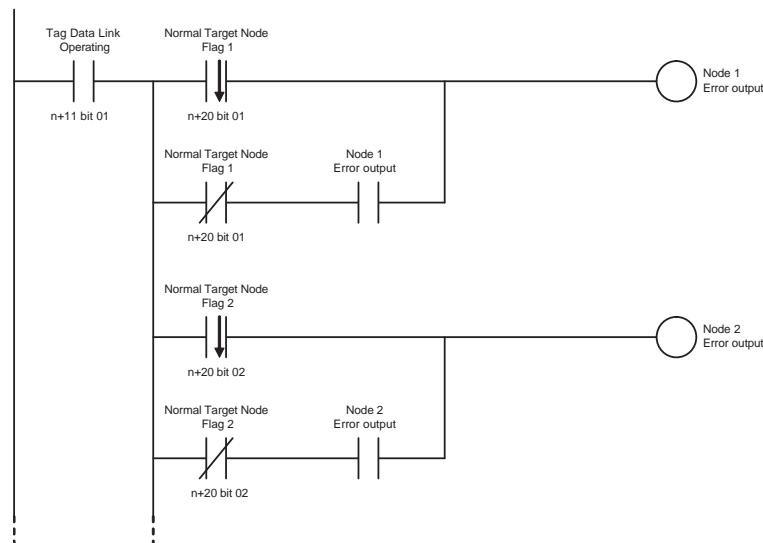 Tag Data Link
Operating
n+11 bit 01
Normal Target Node
Flag 1
n+20 bit 01
Node 1
Error output
Normal Target Node
Flag 1
n+20 bit 01
Node 1
Error output
Normal Target Node
Flag 2
n+20 bit 02
Node 2
Error output
Normal Target Node
Flag 2
n+20 bit 02
Node 2
Error output